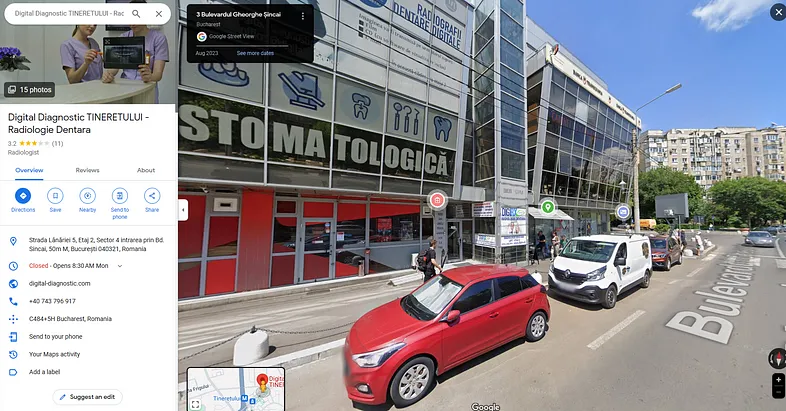 Digital Diagnostic TINERETULUI - Rad
15 photos
Digital Diagnostic TINERETULUI -
Radiologie Dentara
3.2
(11)
Radiologist
Overview
Reviews
About
Directions
Save
Nearby
Send to
phone
Share
Strada Lânăriei 5, Etaj 2, Sector 4 intrarea prin Bd.
Sincai, 50m M, București 040321, Romania
Closed · Opens 8:30 AM Mon
digital-diagnostic.com
+40 743 796 917
C484+5H Bucharest, Romania
Send to your phone
Your Maps activity
Add a label
Suggest an edit
3 Bulevardul Gheorghe Șincai
Bucharest
Google Street View
Aug 2023
See more dates
RADIOGRAFII
DENTARE DIGITALE
STOMATOLOGICĂ
Bulevardul
Tineretului
Google